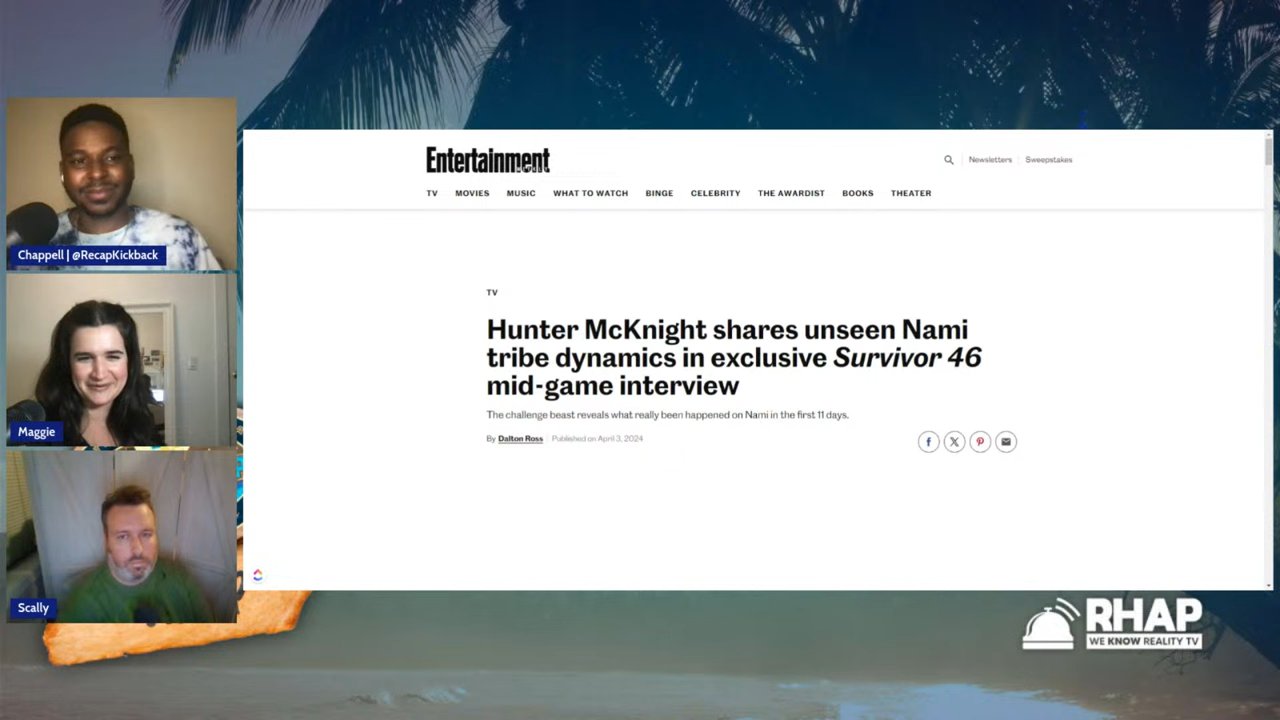 Chappell | @RecapKickback
Maggie
Scally
Entertainment
Newsletters
Sweepstakes
TV MOVIES MUSIC WHAT TO WATCH BINGE CELEBRITY THE AWARDIST BOOKS THEATER
TV
Hunter McKnight shares unseen Nami
tribe dynamics in exclusive Survivor 46
mid-game interview
The challenge beast reveals what really been happened on Nami in the first 11 days.
By Dalton Ross Published on April 3, 2024
RHAP
WE KNOW REALITY TV